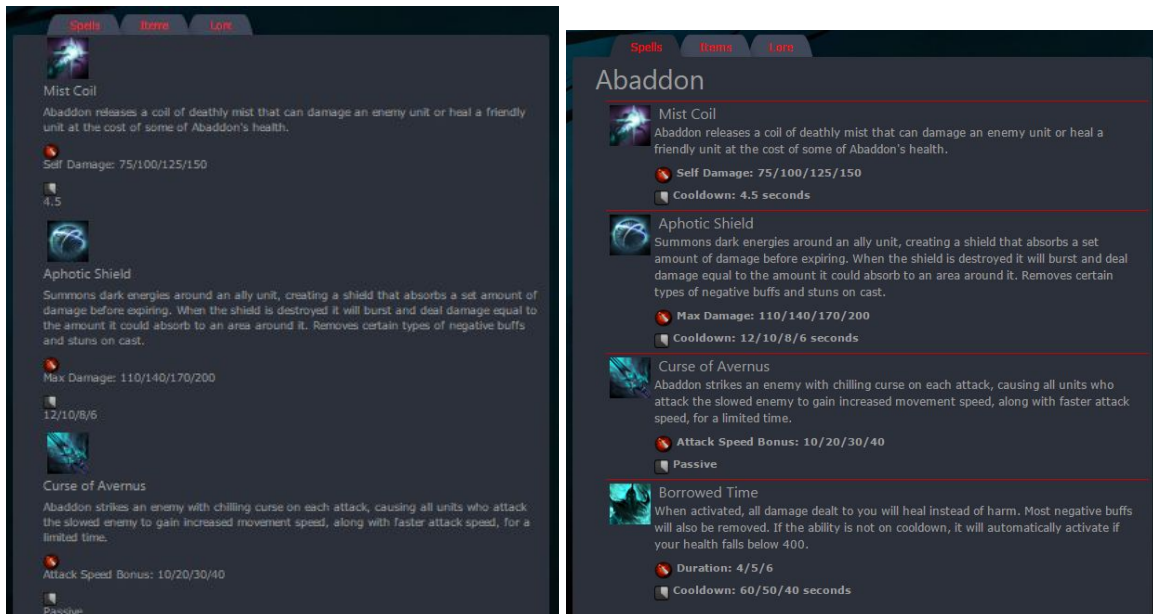 Spells Items Lore
Mist Coil
Abaddon releases a coil of deathly mist that can damage an enemy unit or heal a friendly
unit at the cost of some of Abaddon's health.
Self Damage: 75/100/125/150
4.5
Aphotic Shield
Summons dark energies around an ally unit, creating a shield that absorbs a set amount of
damage before expiring. When the shield is destroyed it will burst and deal damage equal to
the amount it could absorb to an area around it. Removes certain types of negative buffs
and stuns on cast.
Max Damage: 110/140/170/200
12/10/8/6
Curse of Avernus
Abaddon strikes an enemy with chilling curse on each attack, causing all units who attack
the slowed enemy to gain increased movement speed, along with faster attack speed, for a
limited time.
Attack Speed Bonus: 10/20/30/40
Passive
Spells Items Lore
Abaddon
Mist Coil
Abaddon releases a coil of deathly mist that can damage an enemy unit or heal a
friendly unit at the cost of some of Abaddon's health.
Self Damage: 75/100/125/150
Cooldown: 4.5 seconds
Aphotic Shield
Summons dark energies around an ally unit, creating a shield that absorbs a set
amount of damage before expiring. When the shield is destroyed it will burst and deal
damage equal to the amount it could absorb to an area around it. Removes certain
types of negative buffs and stuns on cast.
Max Damage: 110/140/170/200
Cooldown: 12/10/8/6 seconds
Curse of Avernus
Abaddon strikes an enemy with chilling curse on each attack, causing all units who
attack the slowed enemy to gain increased movement speed, along with faster attack
speed, for a limited time.
Attack Speed Bonus: 10/20/30/40
Passive
Borrowed Time
When activated, all damage dealt to you will heal instead of harm. Most negative buffs
will also be removed. If the ability is not on cooldown, it will automatically activate if
your health falls below 400.
Duration: 4/5/6
Cooldown: 60/50/40 seconds